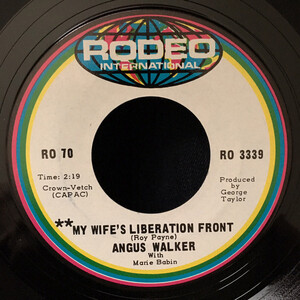 RODEO
INTERNATIONAL
RO 70
RO 3339
Time: 2:19
Crown-Vetch
(CAPAC)
Produced by
George
Taylor
**MY WIFE'S LIBERATION FRONT
(Roy Payne)
ANGUS WALKER
With
Marie Babin